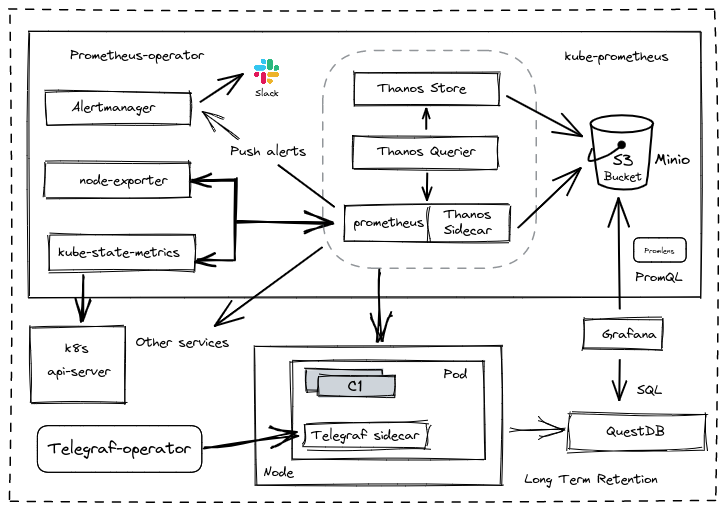 Prometheus-operator
kube-prometheus
Slack
Alertmanager
Push alerts
Thanos Store
Thanos Querier
prometheus
Thanos
Sidecar
S3
Bucket
Minio
node-exporter
kube-state-metrics
Promlens
PromQL
k8s
api-server
Other services
Grafana
SQL
QuestDB
Long Term Retention
Pod
C1
Telegraf sidecar
Node
Telegraf-operator